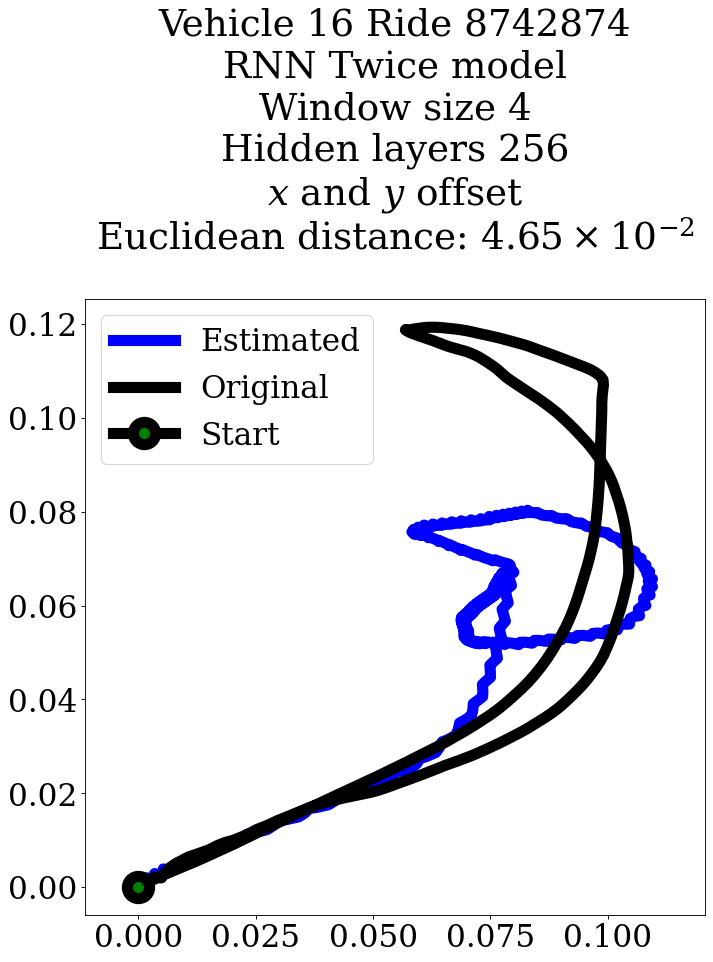 Vehicle 16 Ride 8742874
RNN Twice model
Window size 4
Hidden layers 256
x and y offset
Euclidean distance: 4.65 × 10⁻²
Estimated
Original
Start
0.12
0.10
0.08
0.06
0.04
0.02
0.00
0.000 0.025 0.050 0.075 0.100